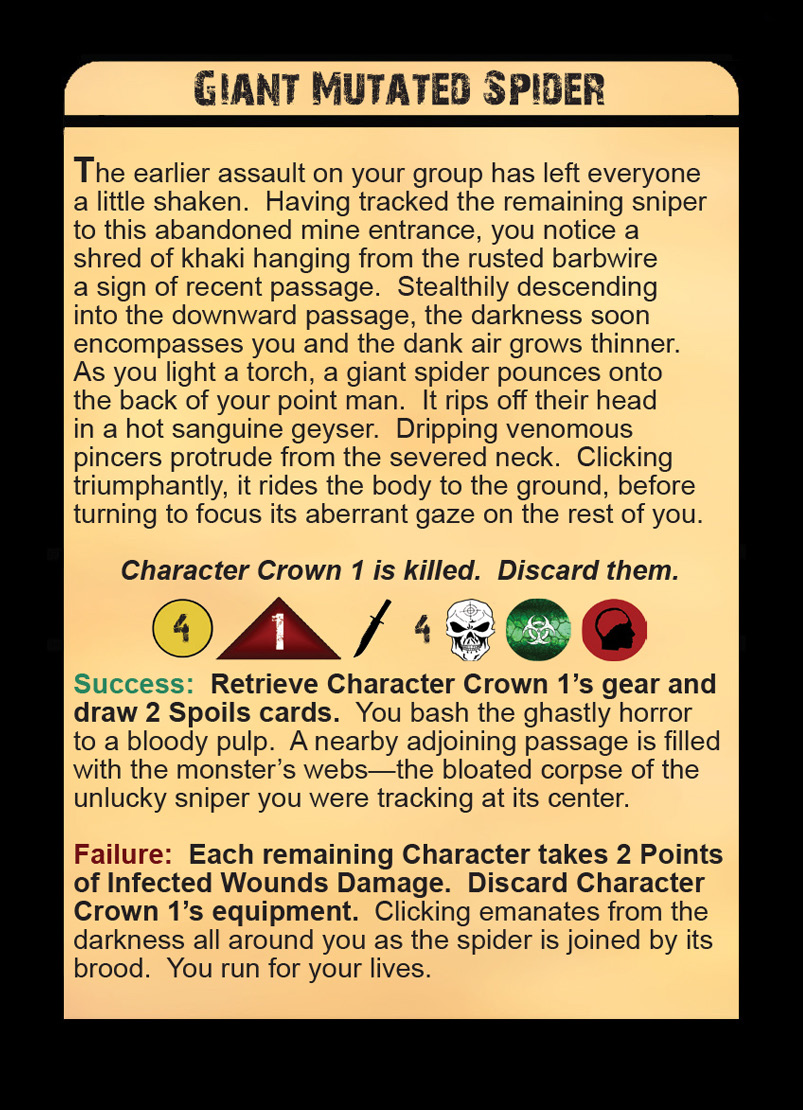 GIANT MUTATED SPIDER
The earlier assault on your group has left everyone
a little shaken.  Having tracked the remaining sniper
to this abandoned mine entrance, you notice a
shred of khaki hanging from the rusted barbwire
a sign of recent passage.  Stealthily descending
into the downward passage, the darkness soon
encompasses you and the dank air grows thinner.
As you light a torch, a giant spider pounces onto
the back of your point man.  It rips off their head
in a hot sanguine geyser.  Dripping venomous
pincers protrude from the severed neck.  Clicking
triumphantly, it rides the body to the ground, before
turning to focus its aberrant gaze on the rest of you.
Character Crown 1 is killed.  Discard them.
4 1 4
Success:  Retrieve Character Crown 1’s gear and
draw 2 Spoils cards.  You bash the ghastly horror
to a bloody pulp.  A nearby adjoining passage is filled
with the monster’s webs—the bloated corpse of the
unlucky sniper you were tracking at its center.
Failure:  Each remaining Character takes 2 Points
of Infected Wounds Damage.  Discard Character
Crown 1’s equipment.  Clicking emanates from the
darkness all around you as the spider is joined by its
brood.  You run for your lives.